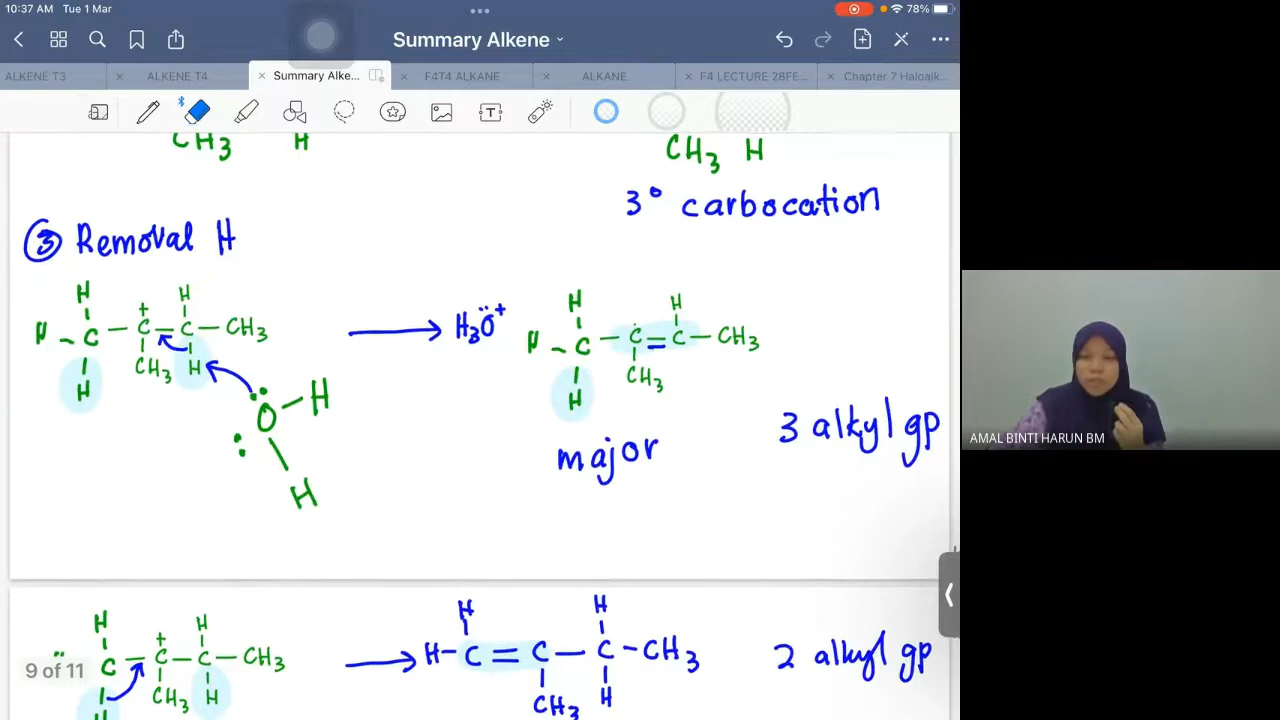 10:37 AM Tue 1 Mar
78%
Summary Alkene
ALKENE T3
ALKENE T4
Summary Alke...
F4T4 ALKANE
ALKANE
F4 LECTURE 28FE...
Chapter 7 Haloalk...
CH3 H
CH3 H
3° carbocation
③ Removal H
H H
H - C - C+ - C - CH3
H CH3 H
O H
H
H3O+
H H
H - C - C = C - CH3
H CH3
major
3 alkyl gp
AMAL BINTI HARUN BM
H H
C - C+ - C - CH3
H CH3 H
H H
H - C = C - C - CH3
CH3 H
2 alkyl gp
9 of 11